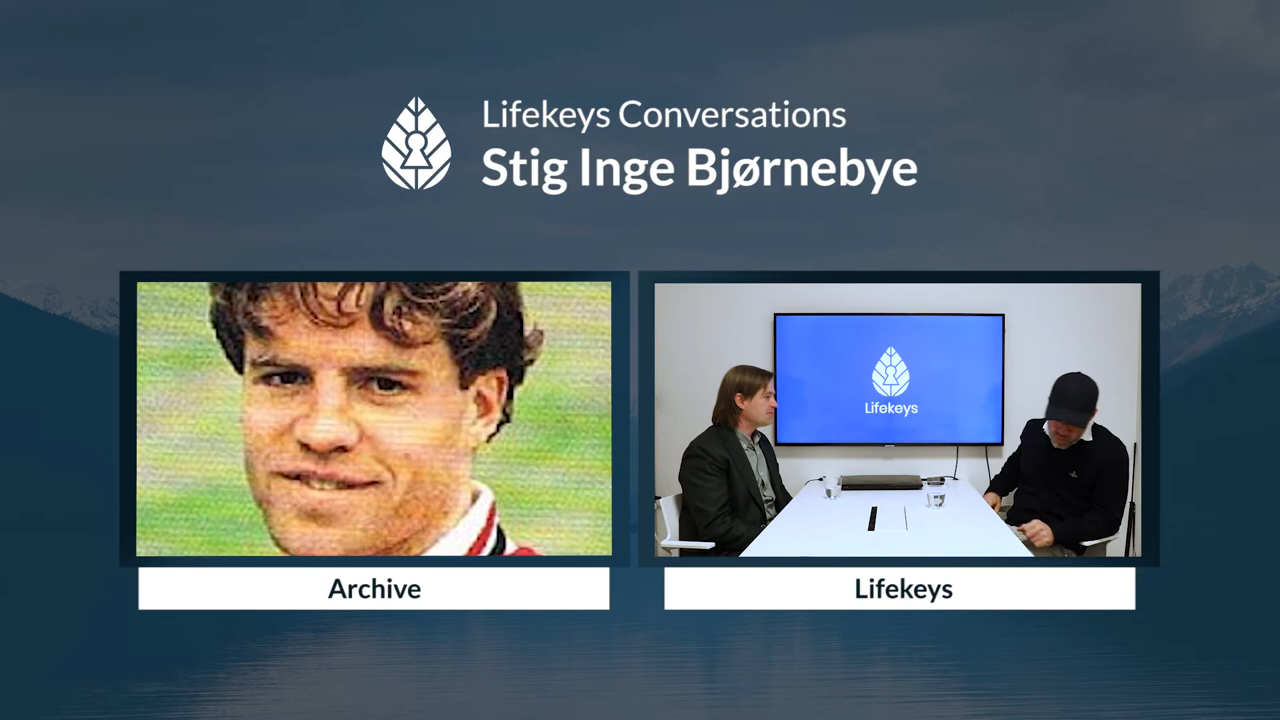 Lifekeys Conversations
Stig Inge Bjørnebye
Lifekeys
Archive
Lifekeys